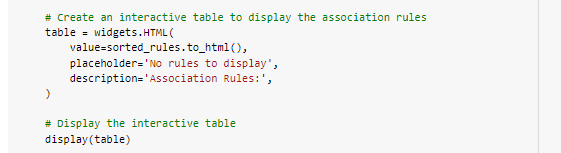 # Create an interactive table to display the association rules
table = widgets.HTML(
    value=sorted_rules.to_html(),
    placeholder='No rules to display',
    description='Association Rules:',
)
# Display the interactive table
display(table)